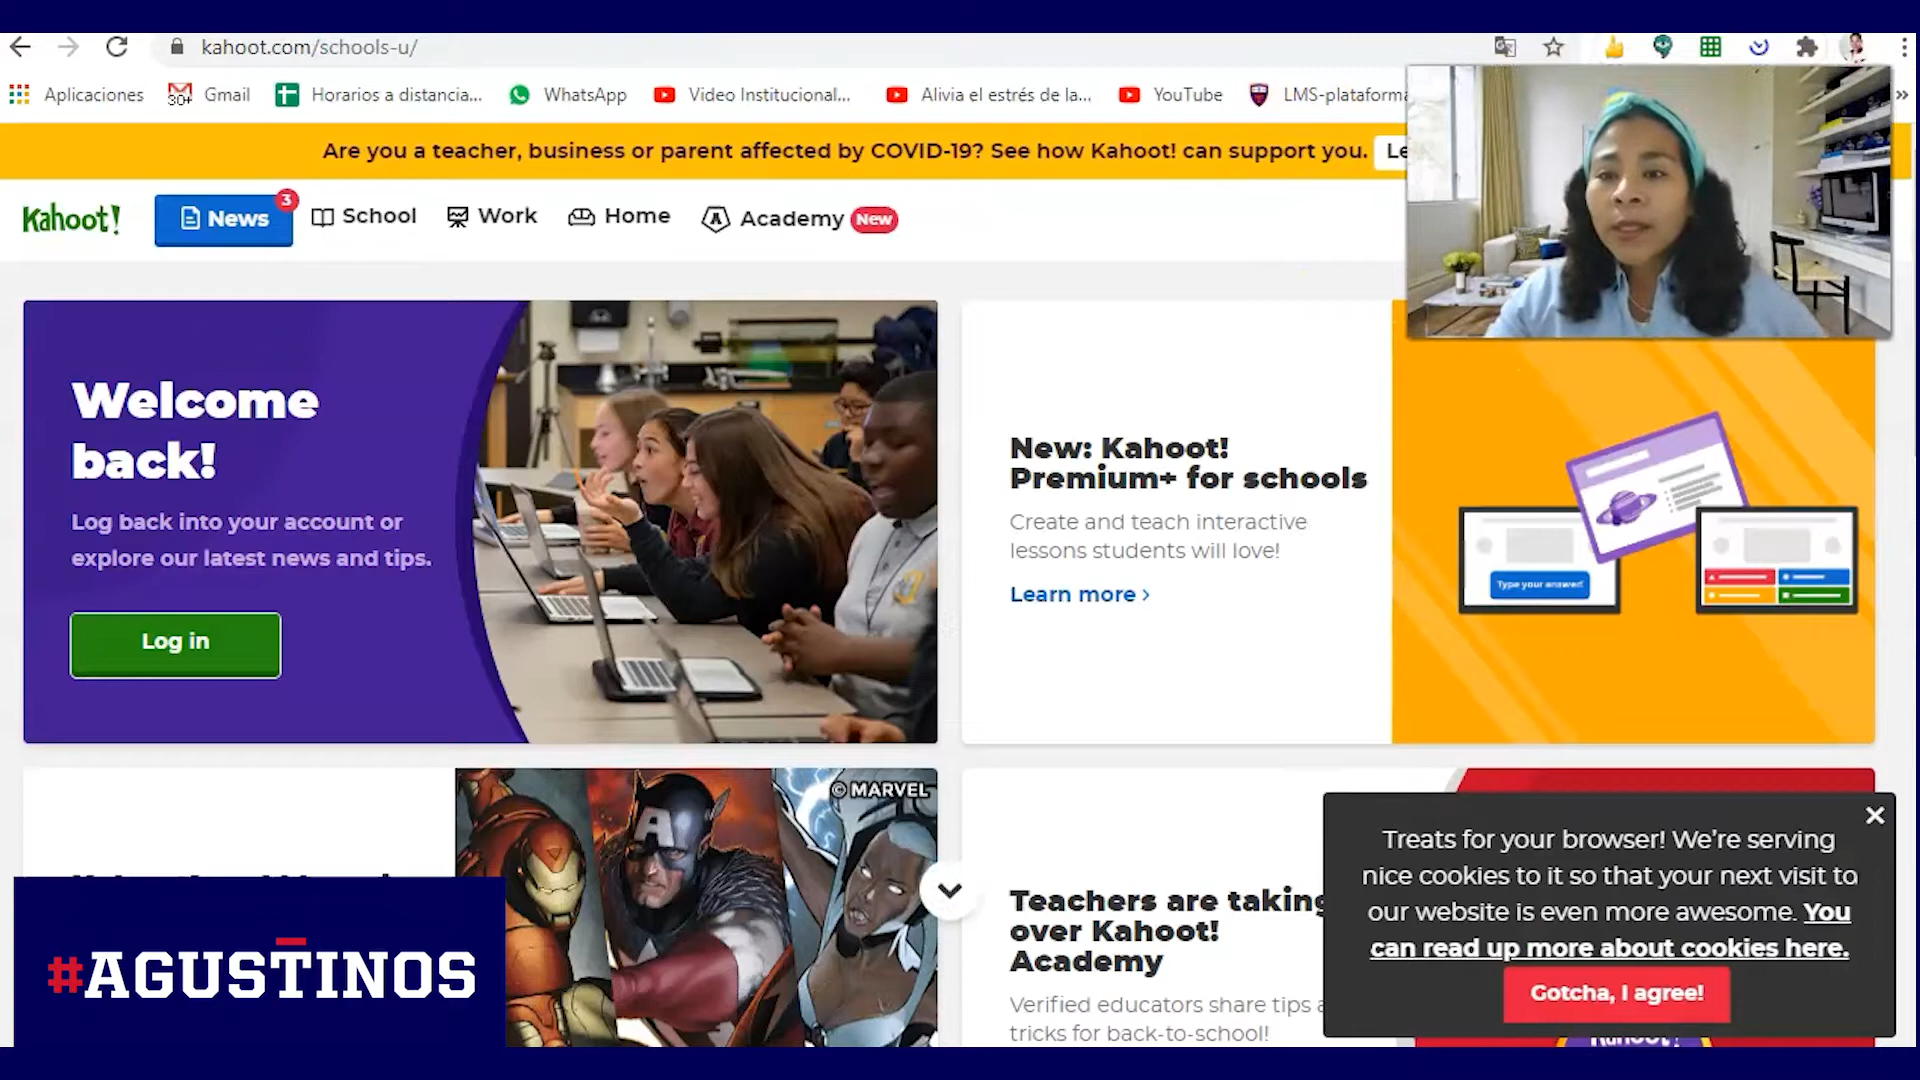 kahoot.com/schools-u/
Aplicaciones
30+
Gmail
Horarios a distancia...
WhatsApp
Video Institucional...
Alivia el estrés de la...
YouTube
LMS-plataforma
»
Are you a teacher, business or parent affected by COVID-19? See how Kahoot! can support you.
Le
Kahoot!
News
3
School
Work
Home
Academy
New
Welcome
back!
Log back into your account or
explore our latest news and tips.
Log in
New: Kahoot!
Premium+ for schools
Create and teach interactive
lessons students will love!
Learn more ›
Type your answer!
© MARVEL
A
Teachers are taking
over Kahoot!
Academy
Verified educators share tips a
tricks for back-to-school!
Treats for your browser! We're serving
nice cookies to it so that your next visit to
our website is even more awesome. You
can read up more about cookies here.
Gotcha, I agree!
Kahoot!
#AGUSTINOS